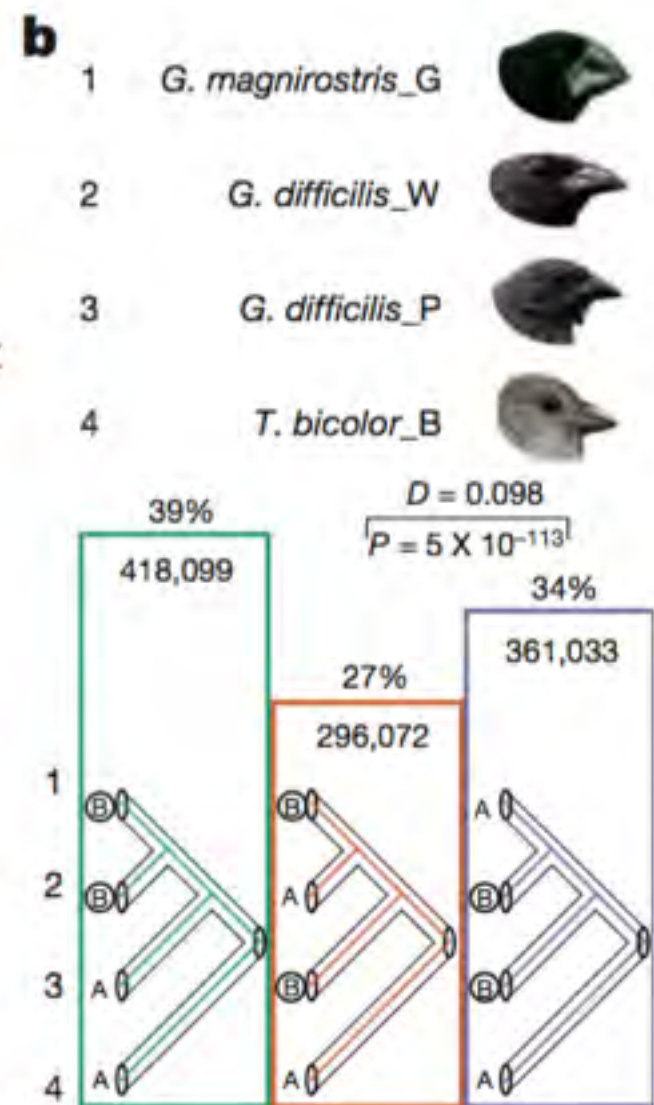 b
1 G. magnirostris_G
2 G. difficilis_W
3 G. difficilis_P
4 T. bicolor_B
D = 0.098
P = 5 X 10⁻¹¹³
39%
418,099
27%
296,072
34%
361,033
1 B B A
2 B A B
3 A B B
4 A A A